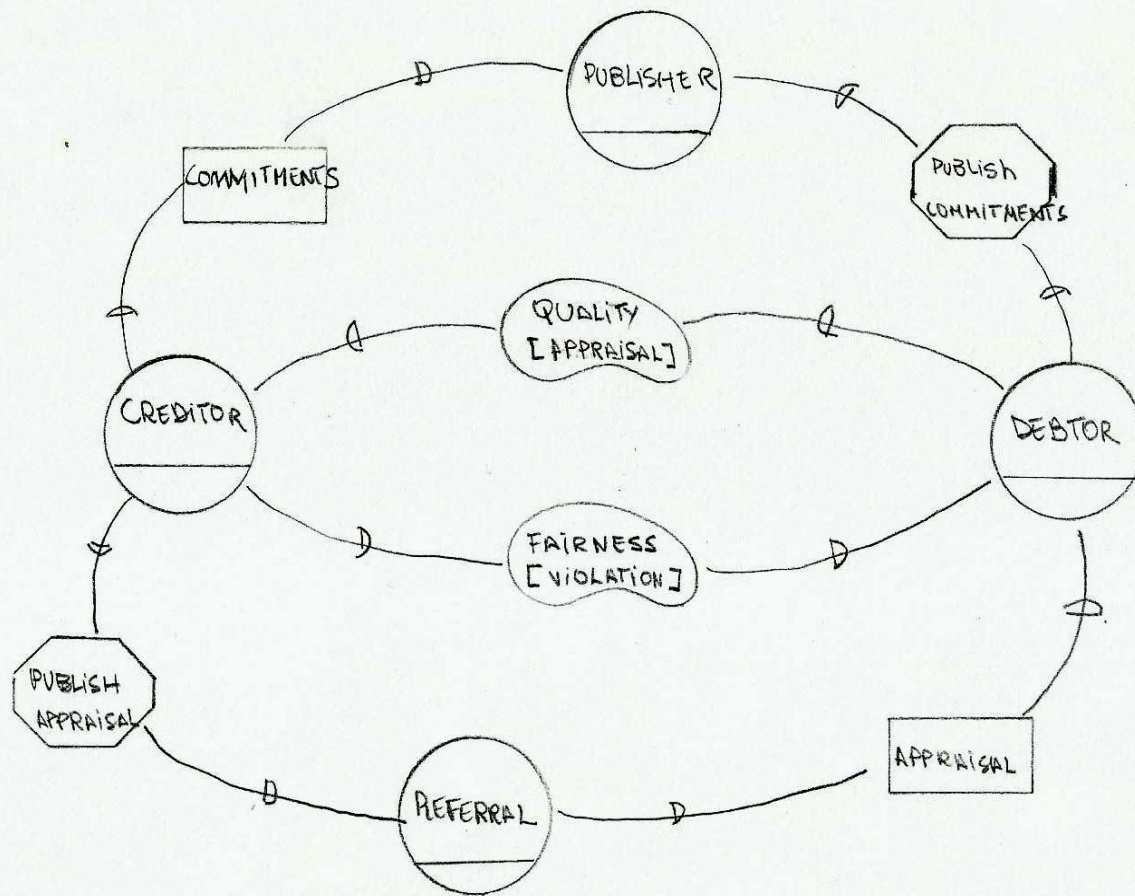 PUBLISHER
COMMITMENTS
PUBLISH
COMMITMENTS
QUALITY
[APPRAISAL]
CREDITOR
DEBTOR
FAIRNESS
[VIOLATION]
PUBLISH
APPRAISAL
APPRAISAL
REFERRAL